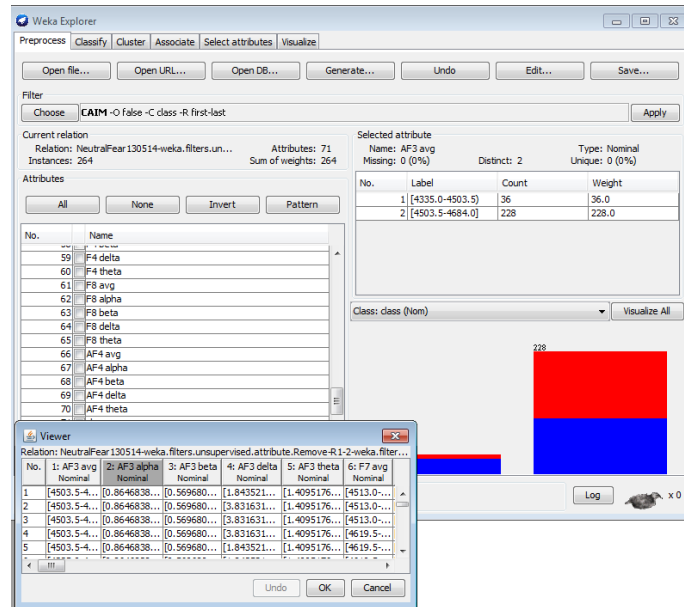 Weka Explorer
Preprocess Classify Cluster Associate Select attributes Visualize
Open file... Open URL... Open DB... Generate... Undo Edit... Save...
Filter
Choose CAIM -O false -C class -R first-last Apply
Current relation
Relation: NeutralFear130514-weka.filters.un... Attributes: 71
Instances: 264 Sum of weights: 264
Attributes
All None Invert Pattern
No. Name
59 F4 delta
60 F4 theta
61 F8 avg
62 F8 alpha
63 F8 beta
64 F8 delta
65 F8 theta
66 AF4 avg
67 AF4 alpha
68 AF4 beta
69 AF4 delta
70 AF4 theta
Selected attribute
Name: AF3 avg Type: Nominal
Missing: 0 (0%) Distinct: 2 Unique: 0 (0%)
No. Label Count Weight
1 [4335.0-4503.5) 36 36.0
2 [4503.5-4684.0] 228 228.0
Class: class (Nom) Visualize All
228
Log x 0
Viewer
Relation: NeutralFear130514-weka.filters.unsupervised.attribute.Remove-R1-2-weka.filter...
No. 1: AF3 avg 2: AF3 alpha 3: AF3 beta 4: AF3 delta 5: AF3 theta 6: F7 avg
Nominal Nominal Nominal Nominal Nominal Nominal
1 [4503.5-4... [0.8646838... [0.569680... [1.843521... [1.4095176... [4513.0-...
2 [4503.5-4... [0.8646838... [0.569680... [3.831631... [1.4095176... [4513.0-...
3 [4503.5-4... [0.8646838... [0.569680... [3.831631... [1.4095176... [4513.0-...
4 [4503.5-4... [0.8646838... [0.569680... [3.831631... [1.4095176... [4619.5-...
5 [4503.5-4... [0.8646838... [0.569680... [1.843521... [1.4095176... [4619.5-...
Undo OK Cancel